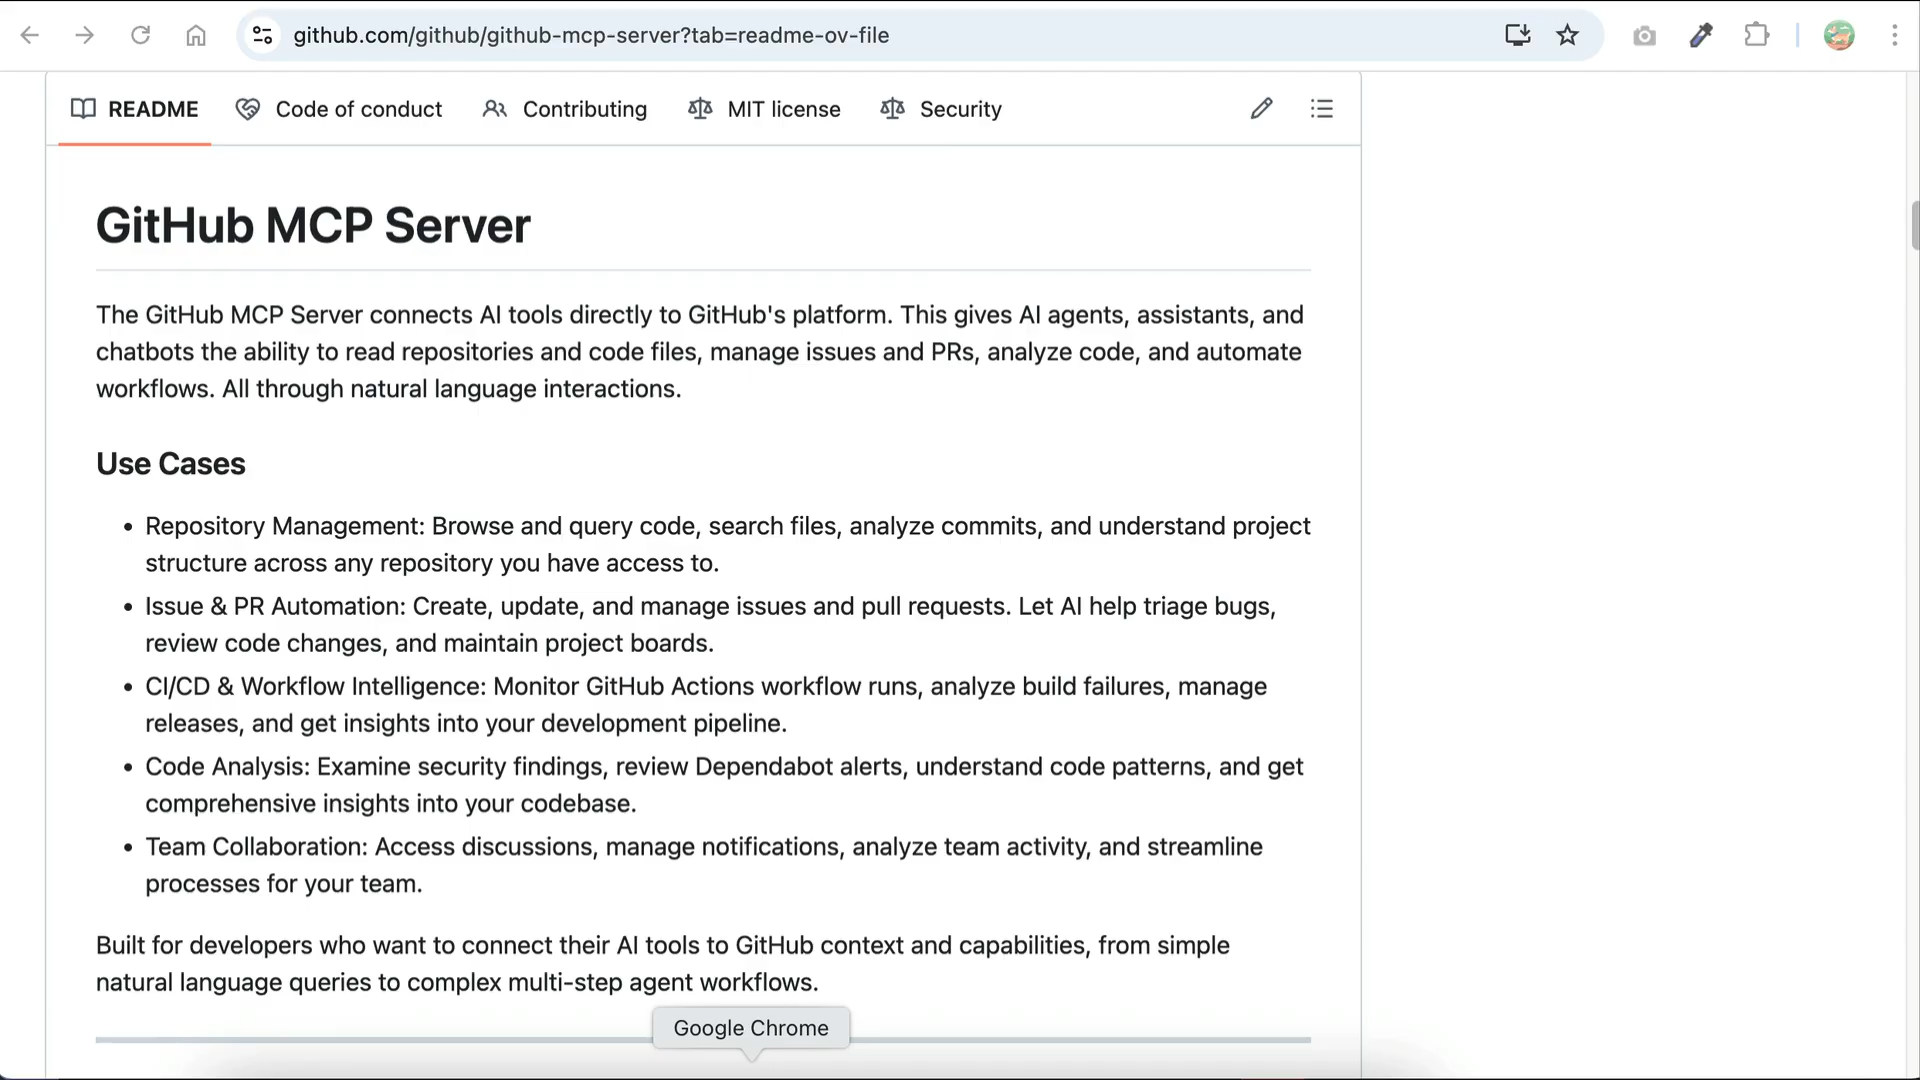 github.com/github/github-mcp-server?tab=readme-ov-file
README Code of conduct Contributing MIT license Security
GitHub MCP Server
The GitHub MCP Server connects AI tools directly to GitHub's platform. This gives AI agents, assistants, and
chatbots the ability to read repositories and code files, manage issues and PRs, analyze code, and automate
workflows. All through natural language interactions.
Use Cases
• Repository Management: Browse and query code, search files, analyze commits, and understand project
structure across any repository you have access to.
• Issue & PR Automation: Create, update, and manage issues and pull requests. Let AI help triage bugs,
review code changes, and maintain project boards.
• CI/CD & Workflow Intelligence: Monitor GitHub Actions workflow runs, analyze build failures, manage
releases, and get insights into your development pipeline.
• Code Analysis: Examine security findings, review Dependabot alerts, understand code patterns, and get
comprehensive insights into your codebase.
• Team Collaboration: Access discussions, manage notifications, analyze team activity, and streamline
processes for your team.
Built for developers who want to connect their AI tools to GitHub context and capabilities, from simple
natural language queries to complex multi-step agent workflows.
Google Chrome